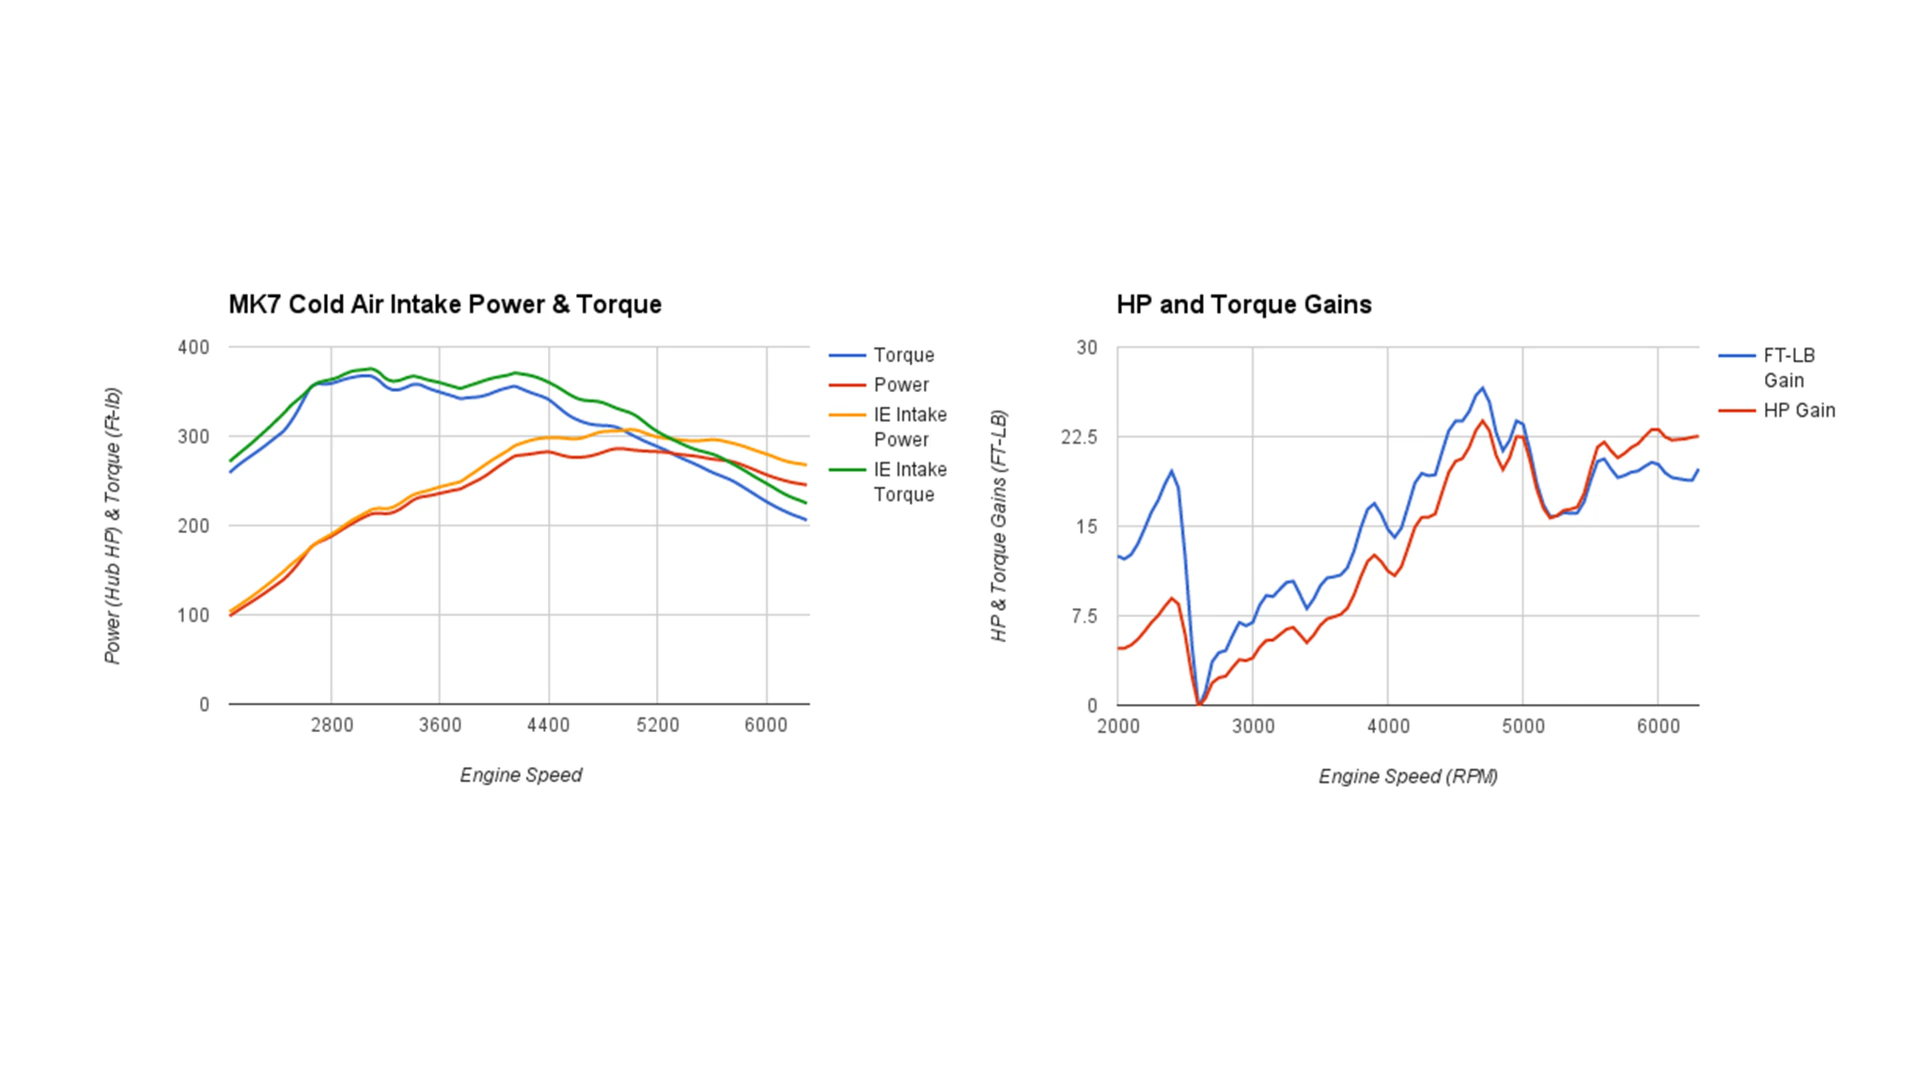 MK7 Cold Air Intake Power & Torque
Power (Hub HP) & Torque (Ft-lb)
400
300
200
100
0
2800 3600 4400 5200 6000
Engine Speed
Torque
Power
IE Intake
Power
IE Intake
Torque
HP and Torque Gains
HP & Torque Gains (FT-LB)
30
22.5
15
7.5
0
2000 3000 4000 5000 6000
Engine Speed (RPM)
FT-LB
Gain
HP Gain